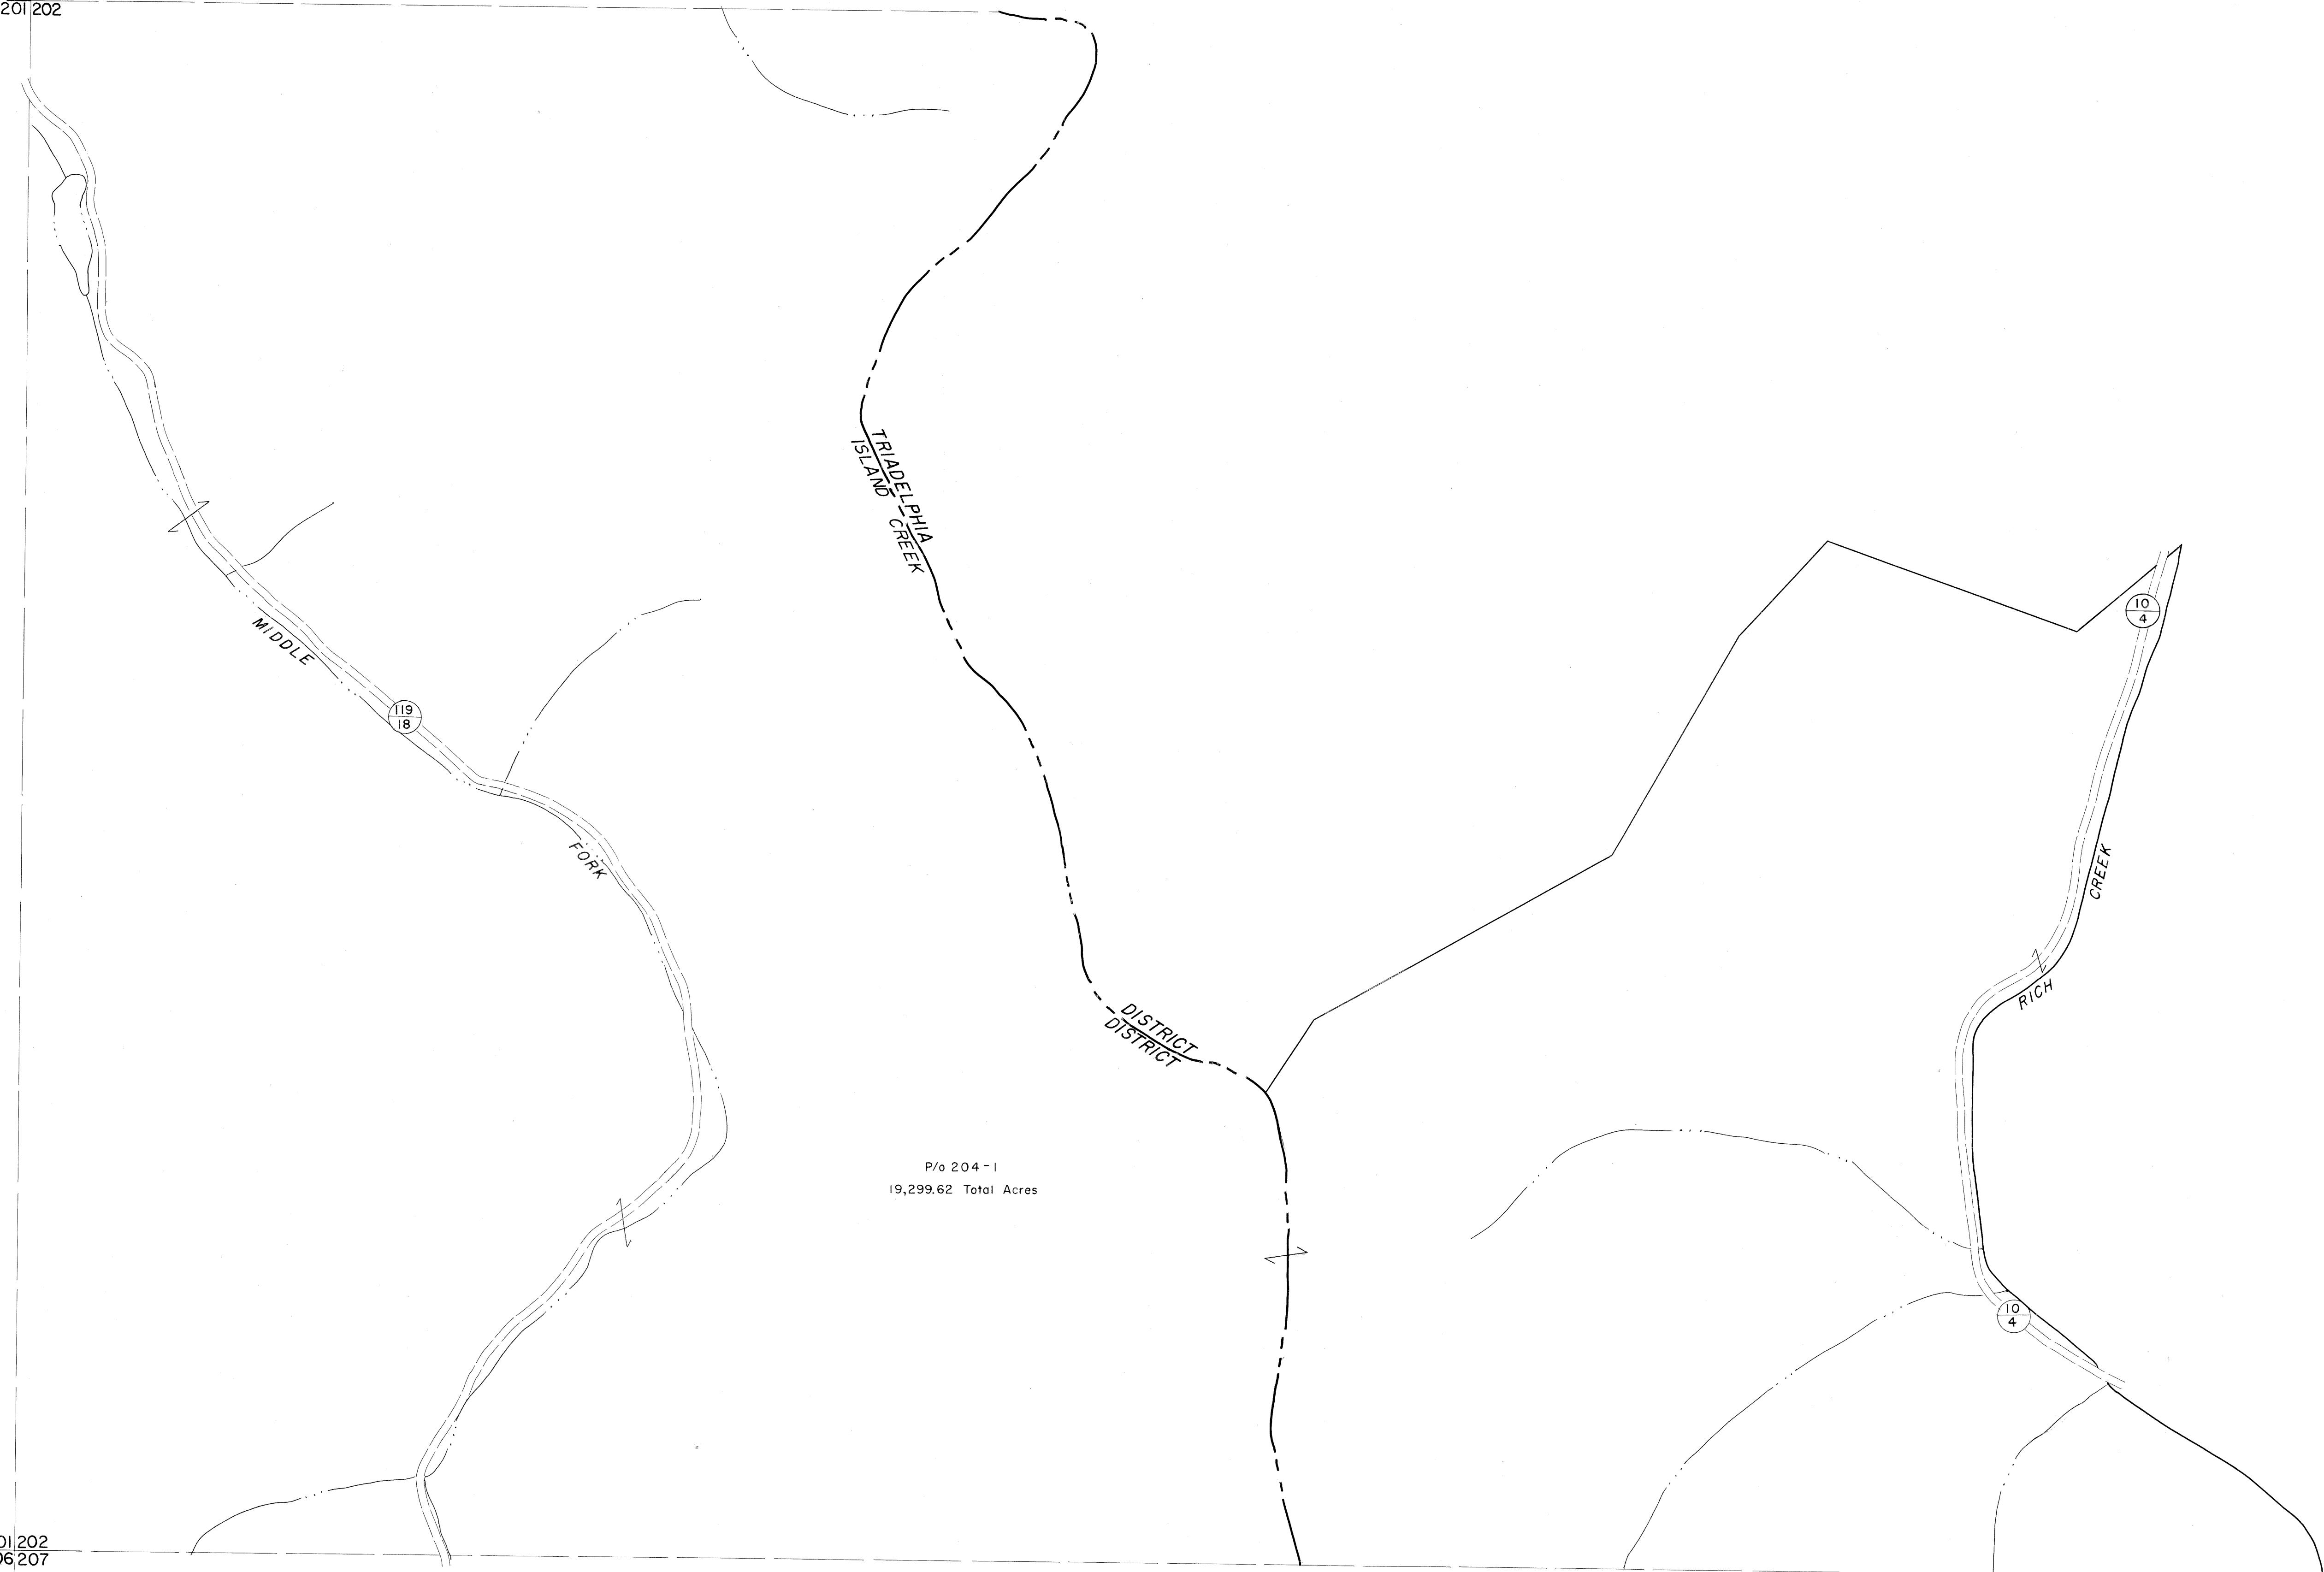 201 202
TRIADELPHIA
ISLAND CREEK
10
4
MIDDLE
119
18
FORK
CREEK
RICH
DISTRICT
DISTRICT
P/o 204-1
19,299.62 Total Acres
10
4
01 202
06 207